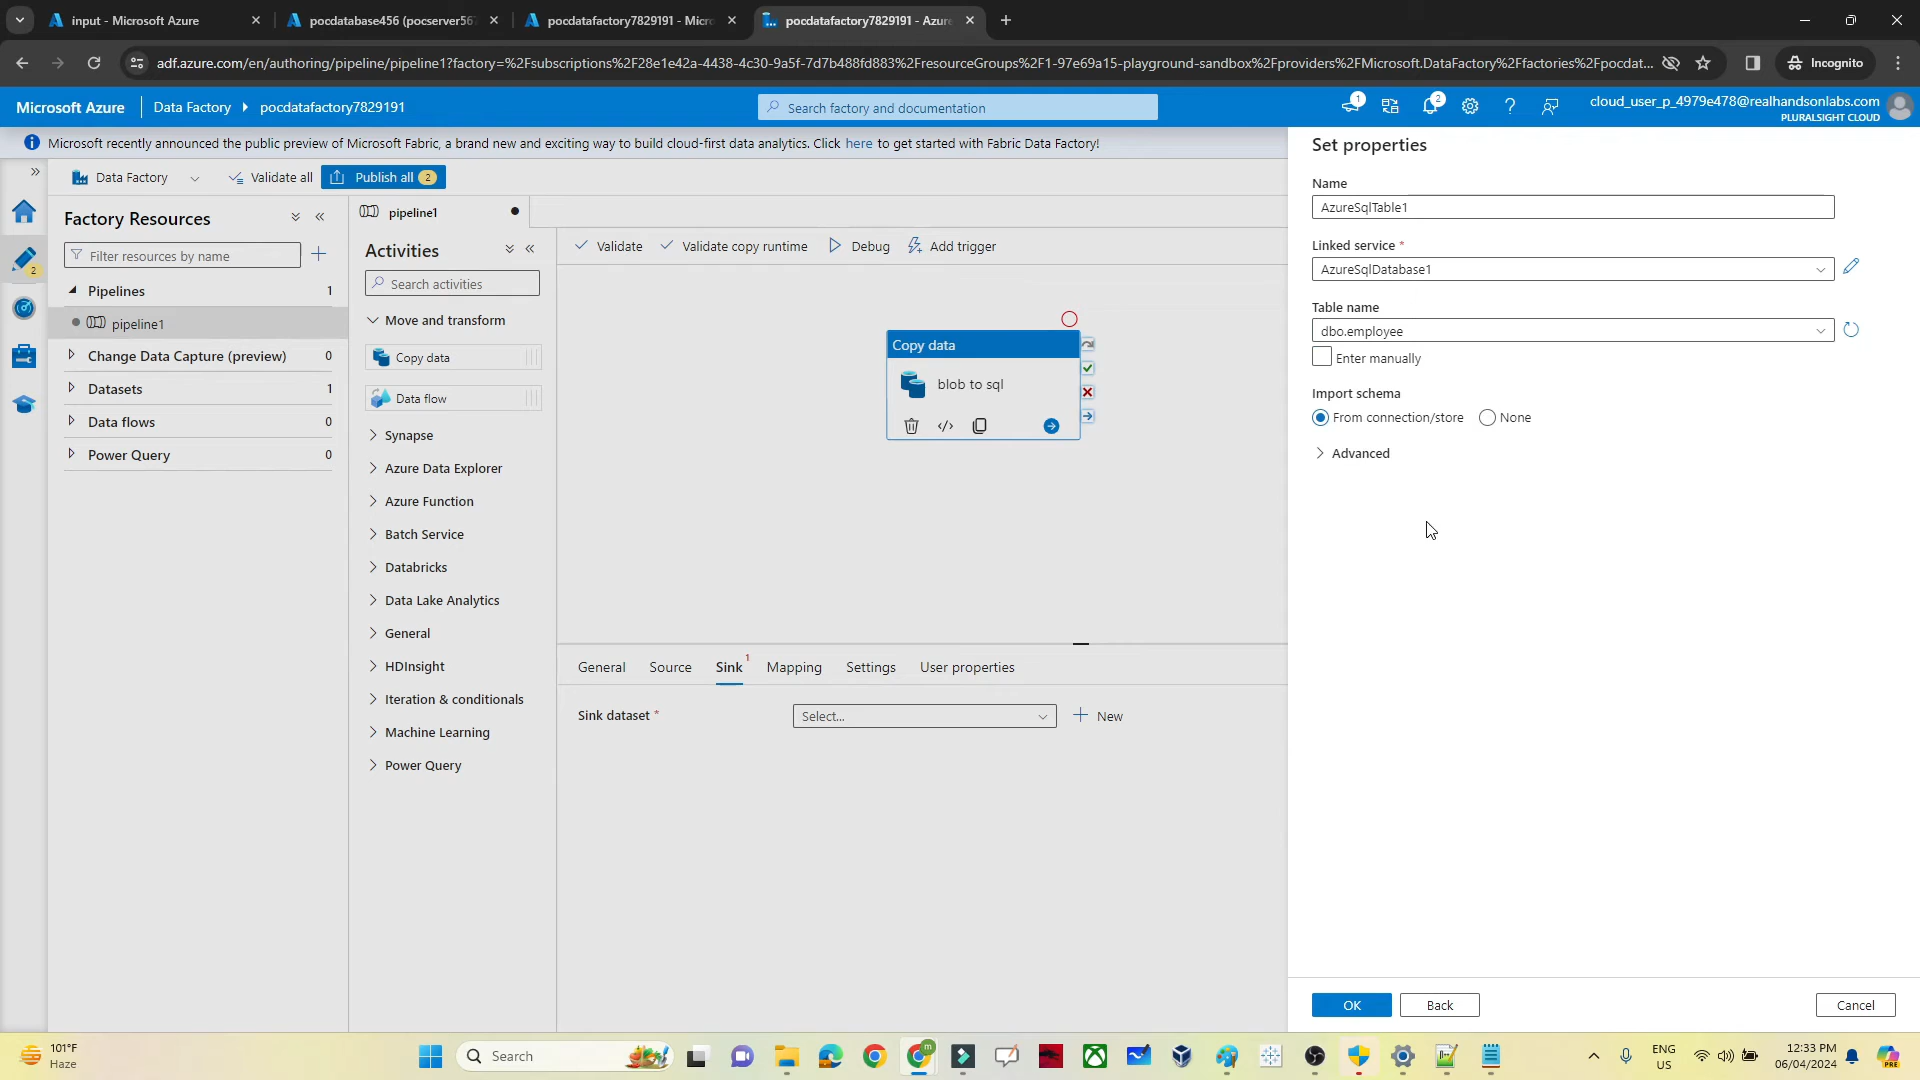 input - Microsoft Azure
pocdatabase456 (pocserver567
pocdatafactory7829191 - Micro
pocdatafactory7829191 - Azure
adf.azure.com/en/authoring/pipeline/pipeline1?factory=%2Fsubscriptions%2F28e1e42a-4438-4c30-9a5f-7d7b488fd883%2FresourceGroups%2F1-97e69a15-playground-sandbox%2Fproviders%2FMicrosoft.DataFactory%2Ffactories%2Fpocdat...
Incognito
Microsoft Azure
Data Factory
pocdatafactory7829191
Search factory and documentation
1
2
cloud_user_p_4979e478@realhandsonlabs.com
PLURALSIGHT CLOUD
Microsoft recently announced the public preview of Microsoft Fabric, a brand new and exciting way to build cloud-first data analytics. Click here to get started with Fabric Data Factory!
Data Factory
Validate all
Publish all 2
Factory Resources
Filter resources by name
2
Pipelines 1
pipeline1
Change Data Capture (preview) 0
Datasets 1
Data flows 0
Power Query 0
pipeline1
Activities
Search activities
Move and transform
Copy data
Data flow
Synapse
Azure Data Explorer
Azure Function
Batch Service
Databricks
Data Lake Analytics
General
HDInsight
Iteration & conditionals
Machine Learning
Power Query
Validate
Validate copy runtime
Debug
Add trigger
Copy data
blob to sql
General
Source
Sink 1
Mapping
Settings
User properties
Sink dataset *
Select...
New
Set properties
Name
AzureSqlTable1
Linked service *
AzureSqlDatabase1
Table name
dbo.employee
Enter manually
Import schema
From connection/store
None
Advanced
OK
Back
Cancel
101°F
Haze
Search
m
ENG
US
12:33 PM
06/04/2024
PRE